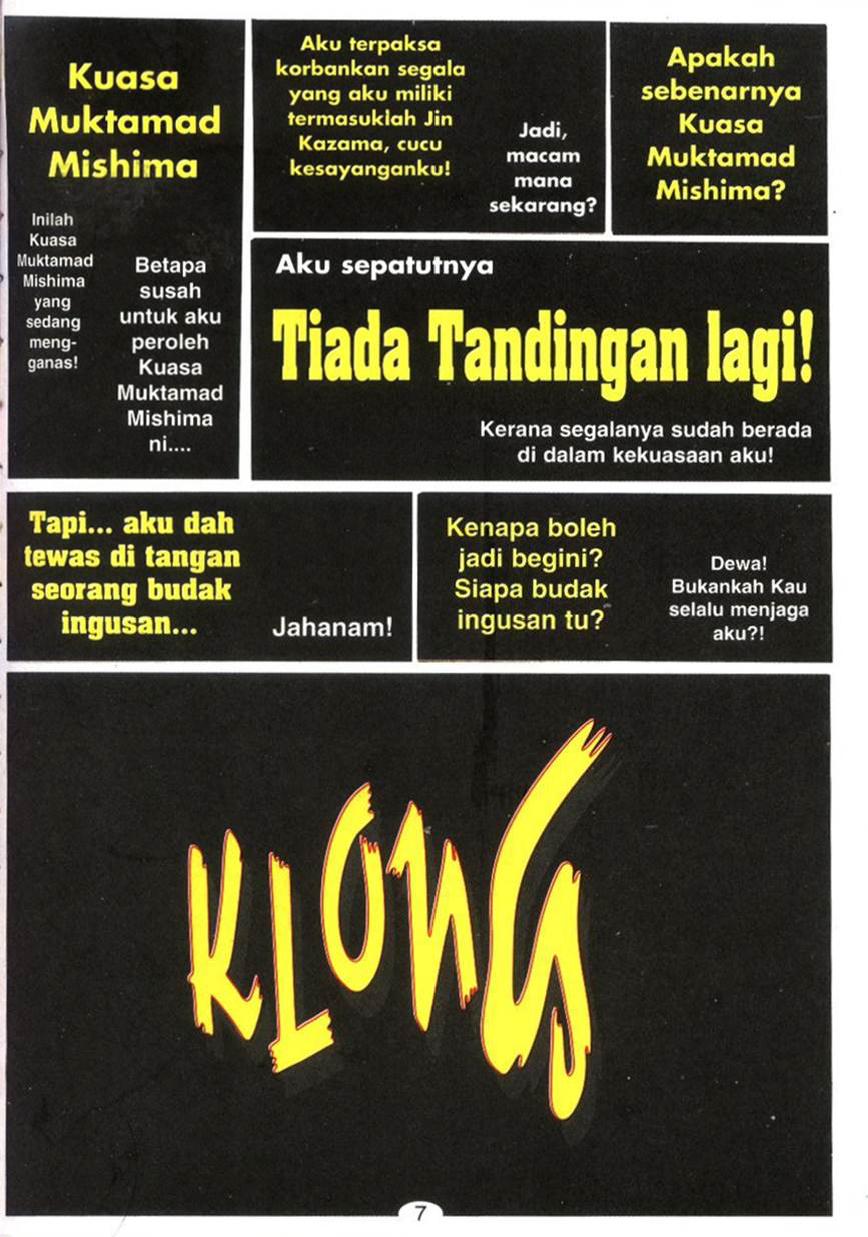 Kuasa
Muktamad
Mishima
Inilah
Kuasa
Muktamad
Mishima
yang
sedang
meng-
ganas!
Betapa
susah
untuk aku
peroleh
Kuasa
Muktamad
Mishima
ni....
Aku terpaksa
korbankan segala
yang aku miliki
termasuklah Jin
Kazama, cucu
kesayanganku!
Jadi,
macam
mana
sekarang?
Apakah
sebenarnya
Kuasa
Muktamad
Mishima?
Aku sepatutnya
Tiada Tandingan lagi!
Kerana segalanya sudah berada
di dalam kekuasaan aku!
Tapi... aku dah
tewas di tangan
seorang budak
ingusan...
Jahanam!
Kenapa boleh
jadi begini?
Siapa budak
ingusan tu?
Dewa!
Bukankah Kau
selalu menjaga
aku?!
KLONG
7